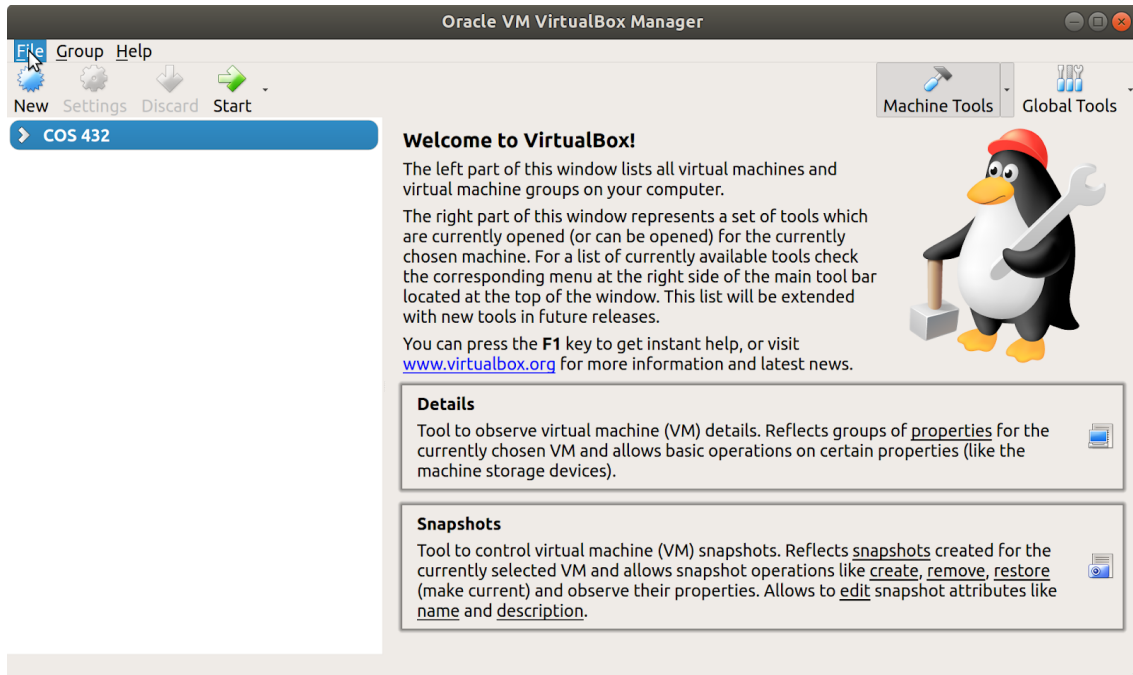 Oracle VM VirtualBox Manager
File Group Help
New Settings Discard Start Machine Tools Global Tools
COS 432
Welcome to VirtualBox!
The left part of this window lists all virtual machines and
virtual machine groups on your computer.
The right part of this window represents a set of tools which
are currently opened (or can be opened) for the currently
chosen machine. For a list of currently available tools check
the corresponding menu at the right side of the main tool bar
located at the top of the window. This list will be extended
with new tools in future releases.
You can press the F1 key to get instant help, or visit
www.virtualbox.org for more information and latest news.
Details
Tool to observe virtual machine (VM) details. Reflects groups of properties for the
currently chosen VM and allows basic operations on certain properties (like the
machine storage devices).
Snapshots
Tool to control virtual machine (VM) snapshots. Reflects snapshots created for the
currently selected VM and allows snapshot operations like create, remove, restore
(make current) and observe their properties. Allows to edit snapshot attributes like
name and description.